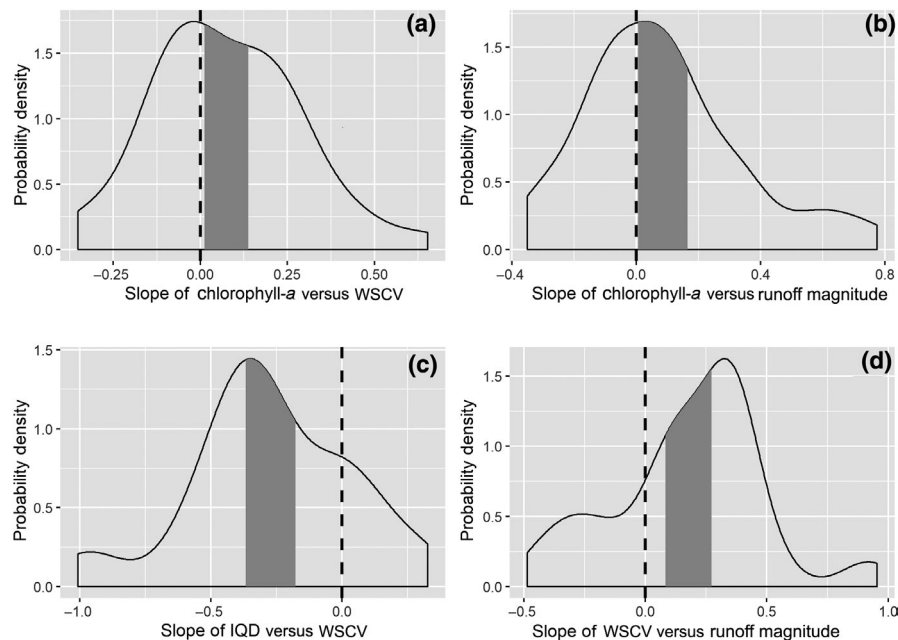 (a)
Probability density
1.5
1.0
0.5
0.0
−0.25 0.00 0.25 0.50
Slope of chlorophyll-a versus WSCV
(b)
Probability density
1.5
1.0
0.5
0.0
−0.4 0.0 0.4 0.8
Slope of chlorophyll-a versus runoff magnitude
(c)
Probability density
1.5
1.0
0.5
0.0
−1.0 −0.5 0.0
Slope of IQD versus WSCV
(d)
Probability density
1.5
1.0
0.5
0.0
−0.5 0.0 0.5 1.0
Slope of WSCV versus runoff magnitude